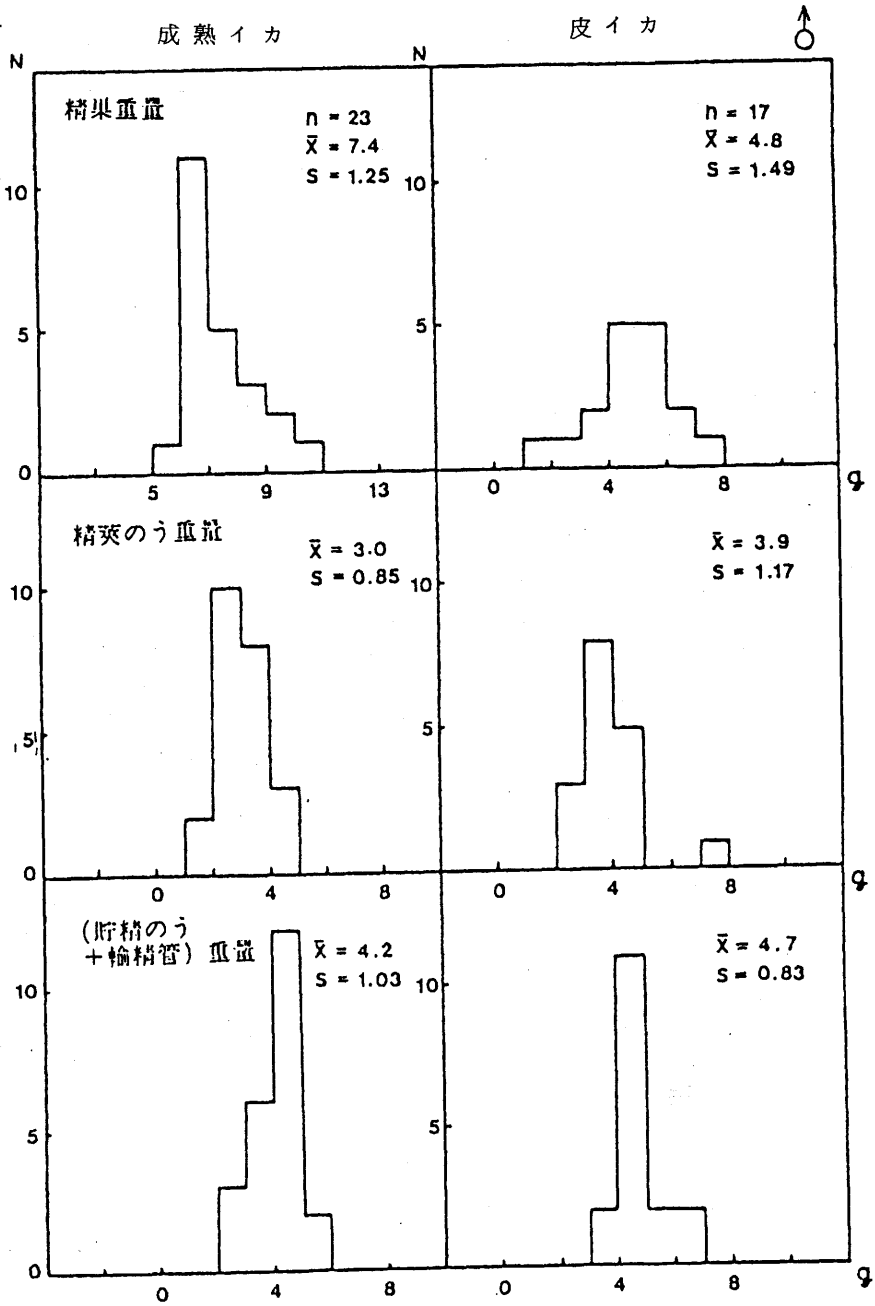 成熟イカ
皮イカ
♂
N
N
精巣重量
n = 23
x̄ = 7.4
S = 1.25
n = 17
x̄ = 4.8
S = 1.49
10
5
0
10
5
5 9 13
0 4 8 g
精莢のう重量
x̄ = 3.0
S = 0.85
x̄ = 3.9
S = 1.17
10
5
0
10
5
0 4 8
0 4 8 g
(貯精のう
+輸精管) 重量
x̄ = 4.2
S = 1.03
x̄ = 4.7
S = 0.83
10
5
0
10
5
0 4 8
0 4 8 g